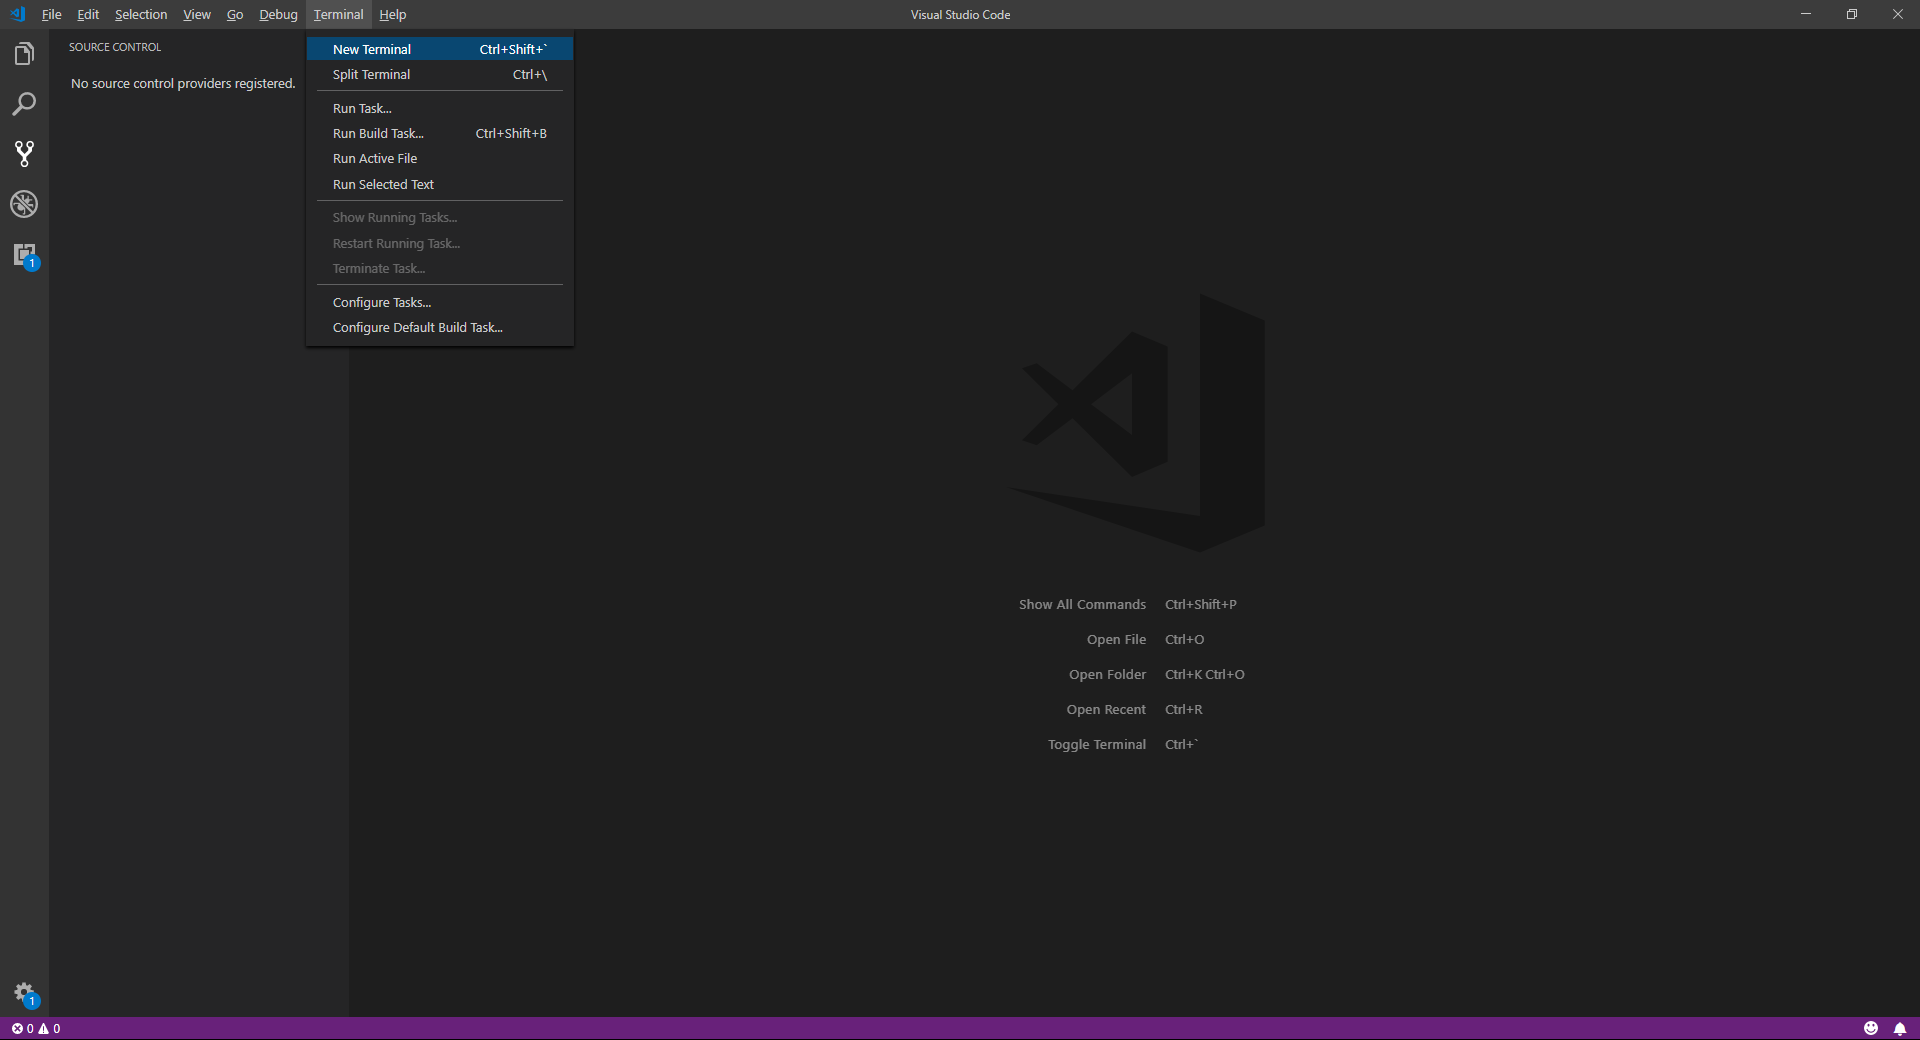 File Edit Selection View Go Debug Terminal Help
Visual Studio Code
SOURCE CONTROL
No source control providers registered.
New Terminal Ctrl+Shift+`
Split Terminal Ctrl+\
Run Task...
Run Build Task... Ctrl+Shift+B
Run Active File
Run Selected Text
Show Running Tasks...
Restart Running Task...
Terminate Task...
Configure Tasks...
Configure Default Build Task...
1
Show All Commands Ctrl+Shift+P
Open File Ctrl+O
Open Folder Ctrl+K Ctrl+O
Open Recent Ctrl+R
Toggle Terminal Ctrl+`
1
0 0